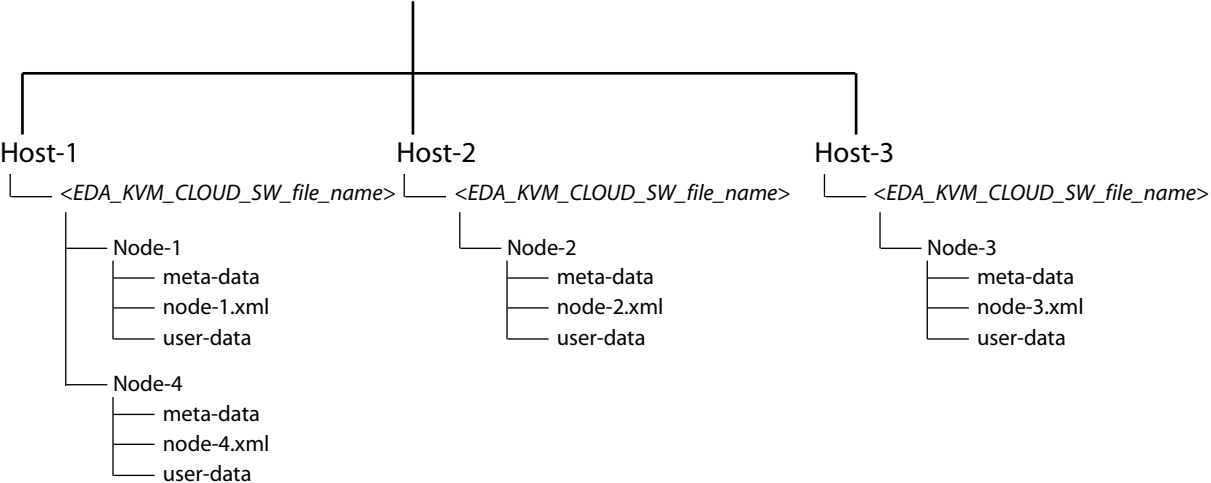 Host-1
<EDA_KVM_CLOUD_SW_file_name>
Node-1
meta-data
node-1.xml
user-data
Node-4
meta-data
node-4.xml
user-data
Host-2
<EDA_KVM_CLOUD_SW_file_name>
Node-2
meta-data
node-2.xml
user-data
Host-3
<EDA_KVM_CLOUD_SW_file_name>
Node-3
meta-data
node-3.xml
user-data